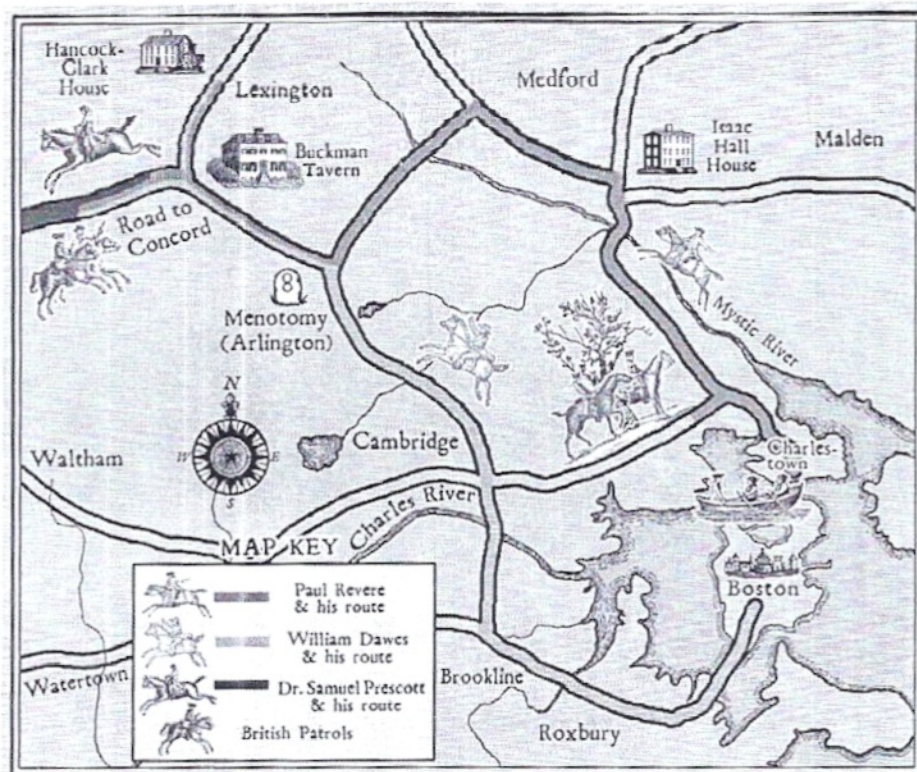 Hancock-
Clark
House
Lexington
Medford
Buckman
Tavern
Isaac
Hall
House
Malden
Road to
Concord
8
Menotomy
(Arlington)
Mystic River
N
W
E
S
Waltham
Cambridge
Charles-
town
Charles River
Boston
MAP KEY
Paul Revere
& his route
William Dawes
& his route
Dr. Samuel Prescott
& his route
British Patrols
Watertown
Brookline
Roxbury